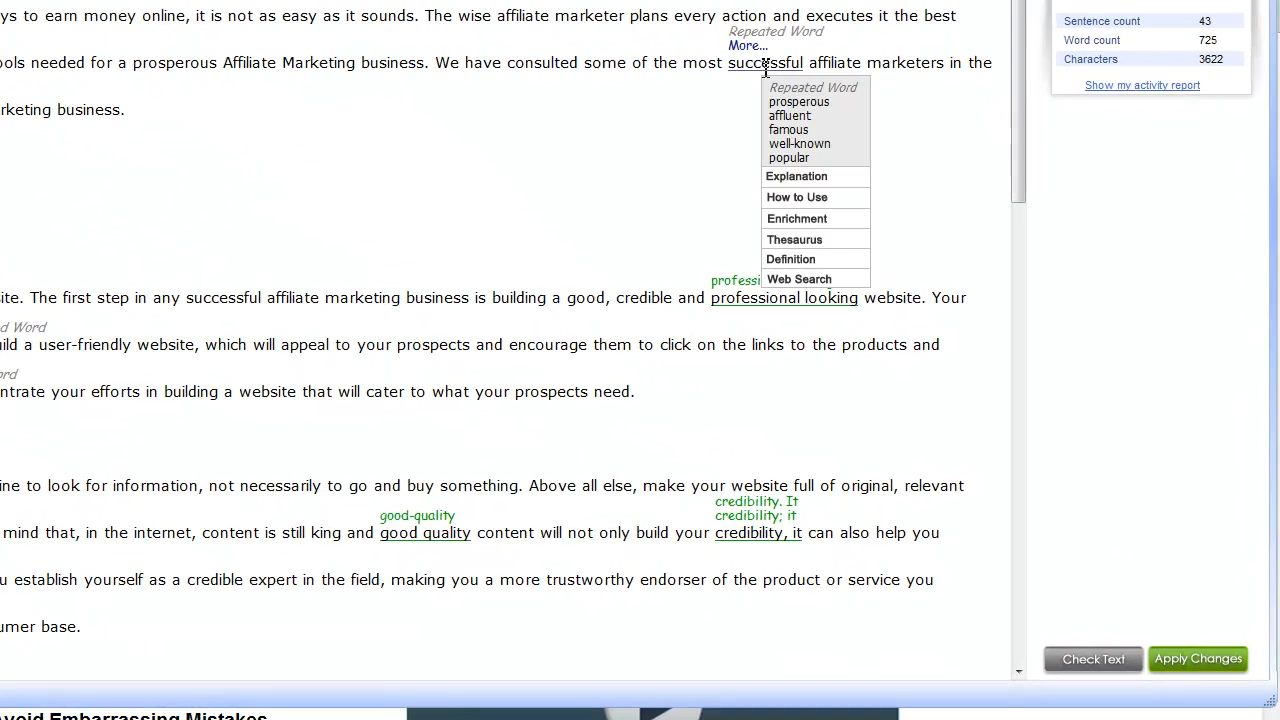 ys to earn money online, it is not as easy as it sounds. The wise affiliate marketer plans every action and executes it the best
Repeated Word
More...
ols needed for a prosperous Affiliate Marketing business. We have consulted some of the most successful affiliate marketers in the
Repeated Word
prosperous
affluent
famous
well-known
popular
Explanation
How to Use
Enrichment
Thesaurus
Definition
Web Search
rketing business.
professi
ite. The first step in any successful affiliate marketing business is building a good, credible and professional looking website. Your
d Word
ild a user-friendly website, which will appeal to your prospects and encourage them to click on the links to the products and
ord
ntrate your efforts in building a website that will cater to what your prospects need.
ine to look for information, not necessarily to go and buy something. Above all else, make your website full of original, relevant
credibility. It
good-quality
credibility; it
mind that, in the internet, content is still king and good quality content will not only build your credibility, it can also help you
u establish yourself as a credible expert in the field, making you a more trustworthy endorser of the product or service you
umer base.
Sentence count 43
Word count 725
Characters 3622
Show my activity report
Check Text
Apply Changes
void Embarrassing Mistakes